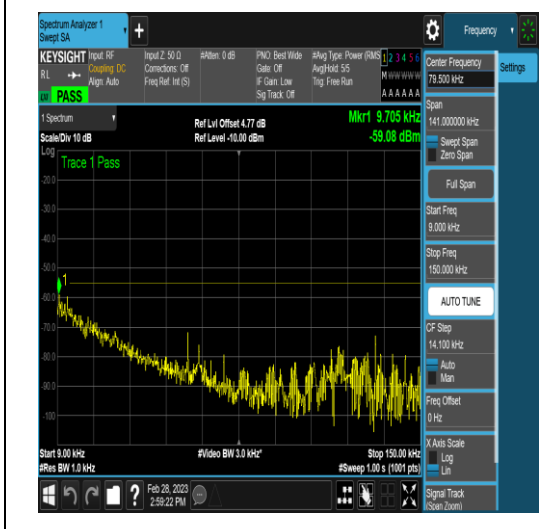 Spectrum Analyzer 1
Swept SA
+
Frequency
KEYSIGHT
RL
PASS
Input: RF
Coupling: DC
Align: Auto
Input Z: 50 Ω
Corrections: Off
Freq Ref: Int (S)
#Atten: 0 dB
PNO: Best Wide
Gate: Off
IF Gain: Low
Sig Track: Off
#Avg Type: Power (RMS
Avg|Hold: 5/5
Trig: Free Run
1 2 3 4 5 6
M W W W W W
A A A A A A
Settings
Center Frequency
79.500 kHz
Span
141.000000 kHz
Swept Span
Zero Span
Full Span
Start Freq
9.000 kHz
Stop Freq
150.000 kHz
AUTO TUNE
CF Step
14.100 kHz
Auto
Man
Freq Offset
0 Hz
X Axis Scale
Log
Lin
Signal Track
(Span Zoom)
1 Spectrum
Scale/Div 10 dB
Ref Lvl Offset 4.77 dB
Ref Level -10.00 dBm
Mkr1 9.705 kHz
-59.08 dBm
Log
Trace 1 Pass
-20.0
-30.0
-40.0
-50.0
1
-60.0
-70.0
-80.0
-90.0
-100
Start 9.00 kHz
#Res BW 1.0 kHz
#Video BW 3.0 kHz*
Stop 150.00 kHz
#Sweep 1.00 s (1001 pts)
?
Feb 28, 2023
2:59:22 PM